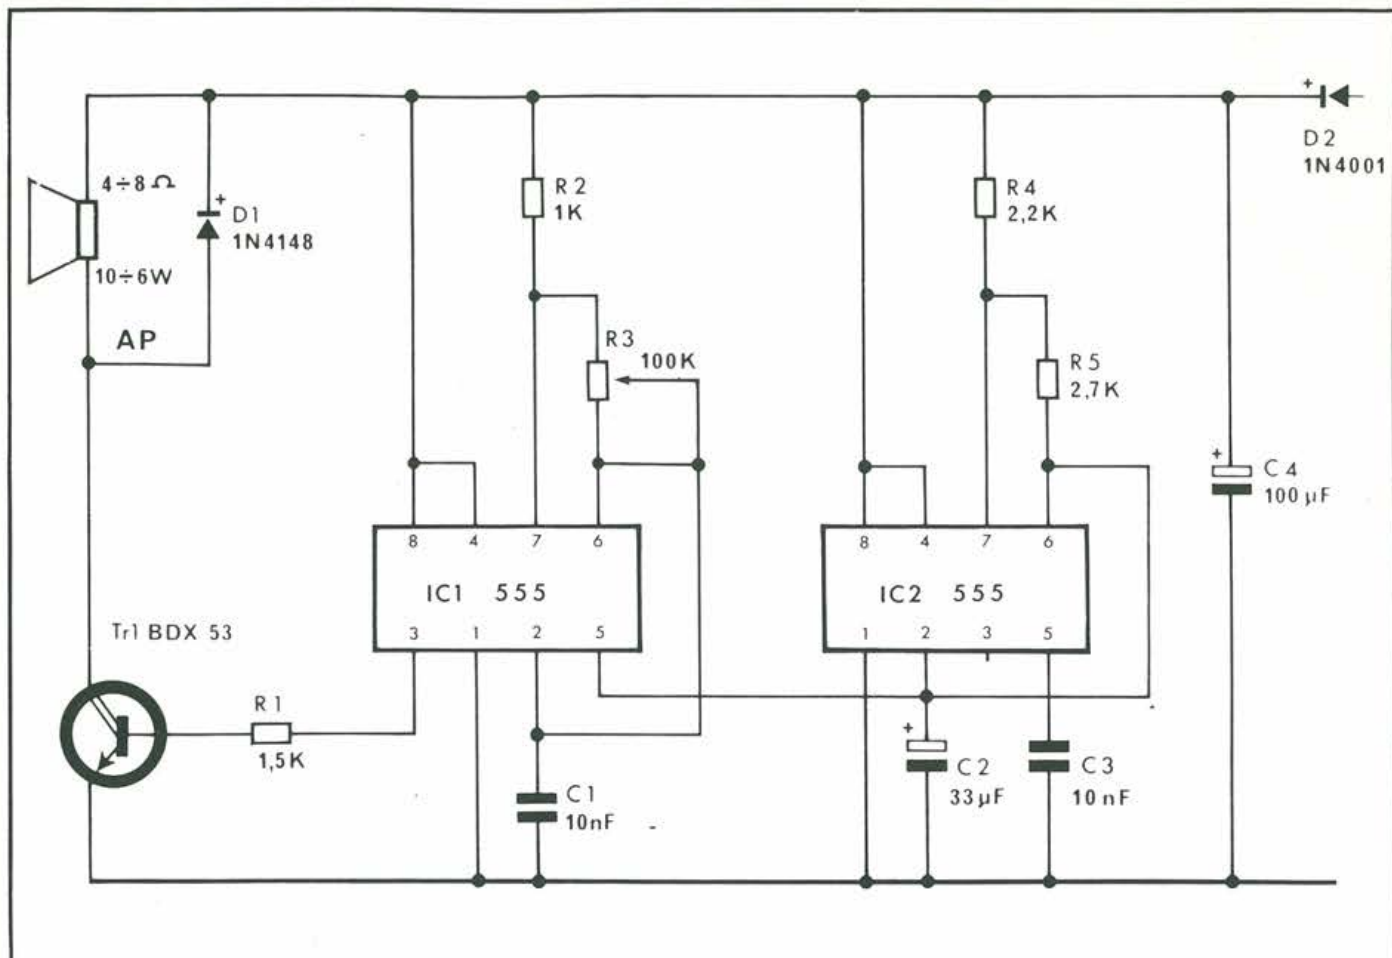 4÷8 Ω
10÷6W
AP
+
D1
1N4148
R2
1K
R3
100K
R4
2,2K
R5
2,7K
+
D2
1N4001
+
C4
100 µF
8 4 7 6
IC1 555
3 1 2 5
8 4 7 6
IC2 555
1 2 3 5
Tr1 BDX 53
R1
1,5K
C1
10nF
+
C2
33µF
C3
10nF